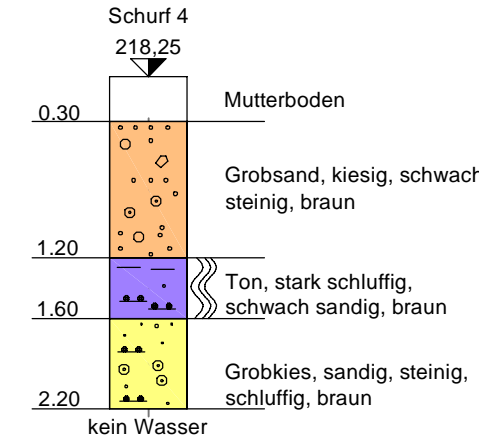 Schurf 4
218,25
Mutterboden
0.30
Grobsand, kiesig, schwach
steinig, braun
1.20
Ton, stark schluffig,
schwach sandig, braun
1.60
Grobkies, sandig, steinig,
schluffig, braun
2.20
kein Wasser